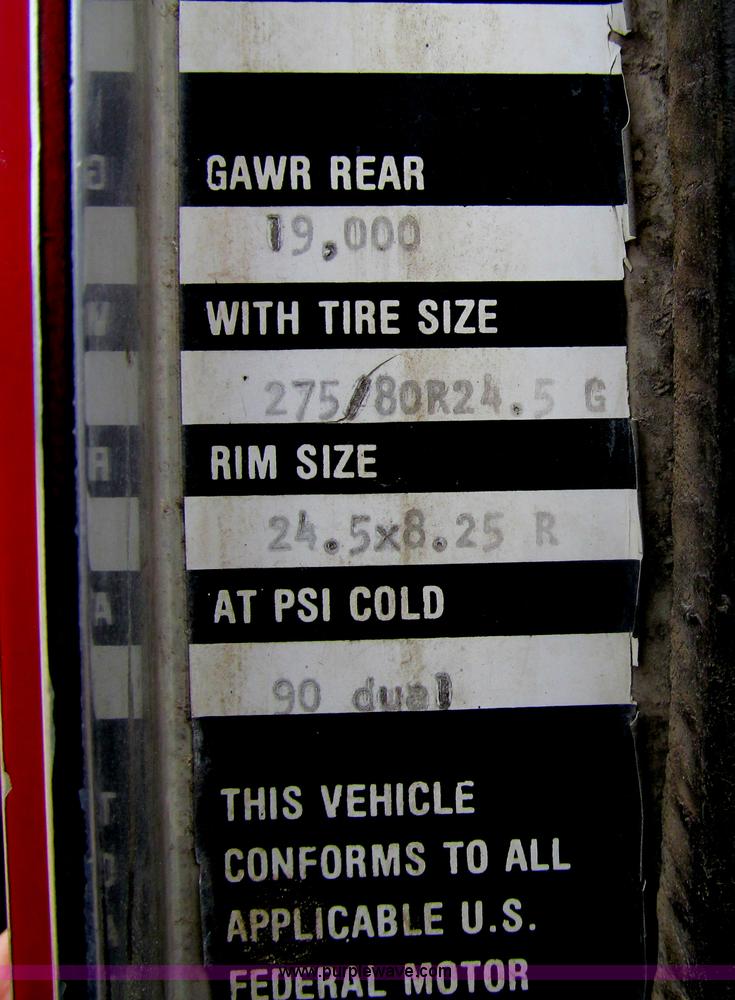 GAWR REAR
19,000
WITH TIRE SIZE
275/80R24.5 G
RIM SIZE
24.5x8.25 R
AT PSI COLD
90 dual
THIS VEHICLE
CONFORMS TO ALL
APPLICABLE U.S.
FEDERAL MOTOR
www.purplewave.com